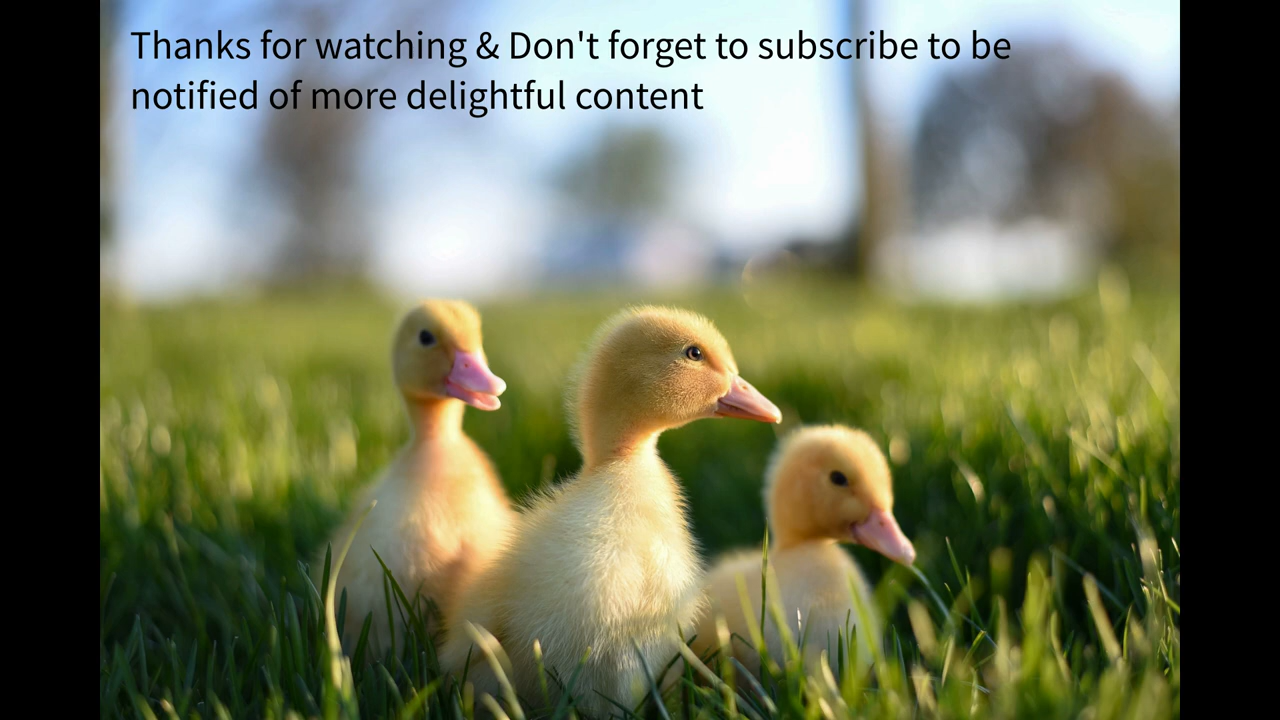 Thanks for watching & Don't forget to subscribe to be
notified of more delightful content